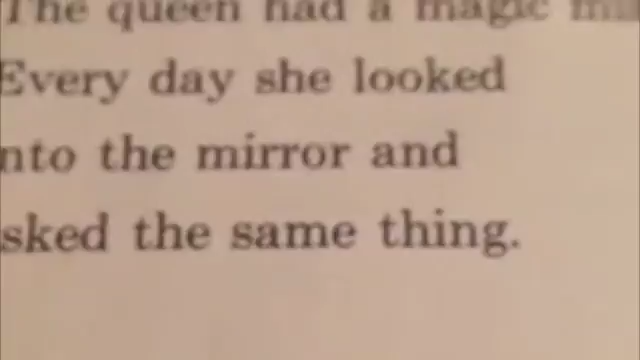 The queen had a magic mi
Every day she looked
nto the mirror and
sked the same thing.